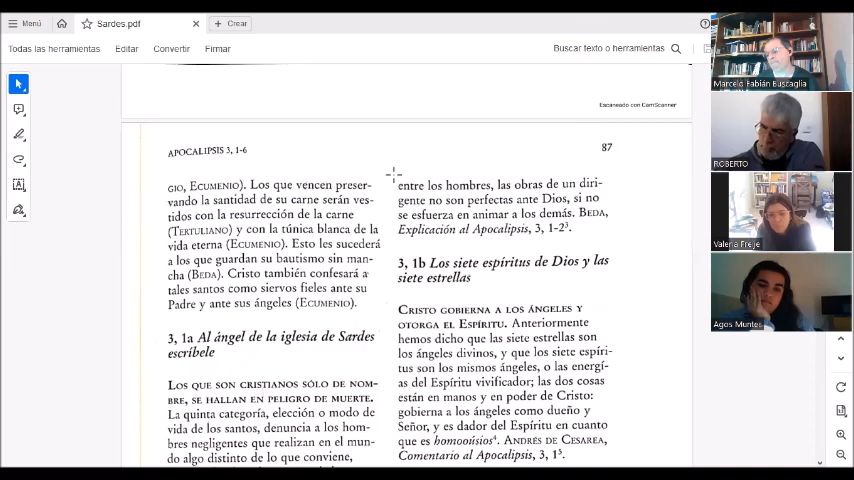 Menú
Sardes.pdf
Crear
Todas las herramientas
Editar
Convertir
Firmar
Buscar texto o herramientas
Escaneado con CamScanner
APOCALIPSIS 3, 1-6
87
GIO, ECUMENIO). Los que vencen preser-
vando la santidad de su carne serán ves-
tidos con la resurrección de la carne
(TERTULIANO) y con la túnica blanca de la
vida eterna (ECUMENIO). Esto les sucederá
a los que guardan su bautismo sin man-
cha (BEDA). Cristo también confesará a
tales santos como siervos fieles ante su
Padre y ante sus ángeles (ECUMENIO).
3, 1a Al ángel de la iglesia de Sardes
escríbele
LOS QUE SON CRISTIANOS SÓLO DE NOM-
BRE, SE HALLAN EN PELIGRO DE MUERTE.
La quinta categoría, elección o modo de
vida de los santos, denuncia a los hom-
bres negligentes que realizan en el mun-
do algo distinto de lo que conviene,
entre los hombres, las obras de un diri-
gente no son perfectas ante Dios, si no
se esfuerza en animar a los demás. BEDA,
Explicación al Apocalipsis, 3, 1-2³.
3, 1b Los siete espíritus de Dios y las
siete estrellas
CRISTO GOBIERNA A LOS ÁNGELES Y
OTORGA EL ESPÍRITU. Anteriormente
hemos dicho que las siete estrellas son
los ángeles divinos, y que los siete espíri-
tus son los mismos ángeles, o las energí-
as del Espíritu vivificador; las dos cosas
están en manos y en poder de Cristo:
gobierna a los ángeles como dueño y
Señor, y es dador del Espíritu en cuanto
que es homooúsios⁴. ANDRÉS DE CESAREA,
Comentario al Apocalipsis, 3, 1⁵.
Marcelo Fabián Buscaglia
ROBERTO
Valeria Freije
Agos Munter